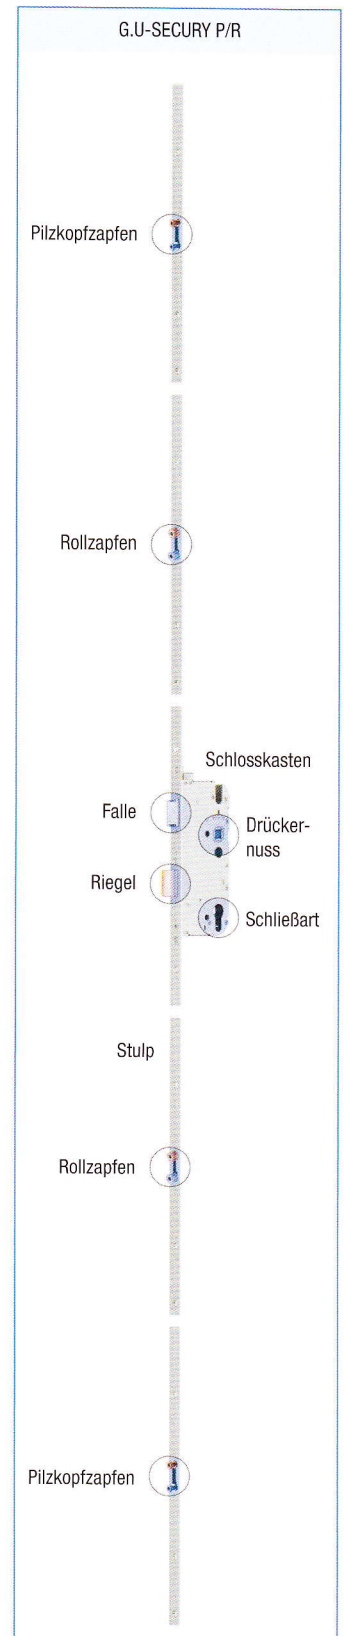 G.U-SECURY P/R
Pilzkopfzapfen
Rollzapfen
Schlosskasten
Falle
Drücker-
nuss
Riegel
Schließart
Stulp
Rollzapfen
Pilzkopfzapfen